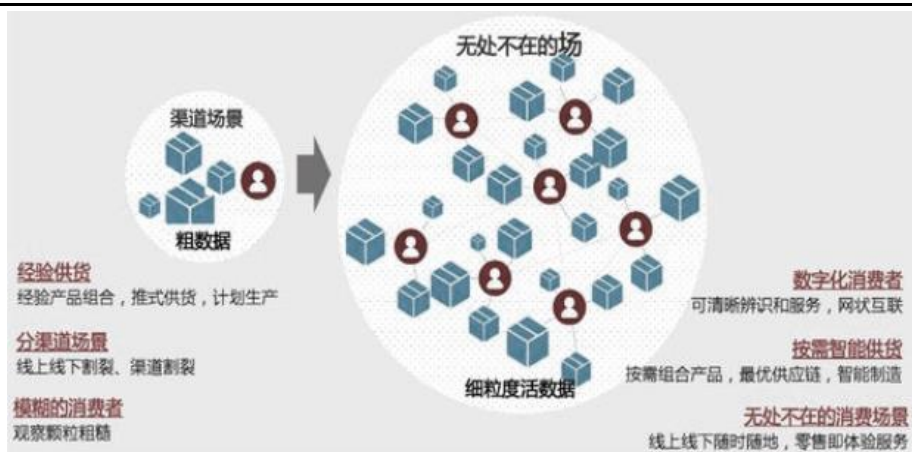 无处不在的场
渠道场景
粗数据
细粒度活数据
经验供货
经验产品组合，推式供货，计划生产
分渠道场景
线上线下割裂、渠道割裂
模糊的消费者
观察颗粒粗糙
数字化消费者
可清晰辨识和服务，网状互联
按需智能供货
按需组合产品，最优供应链，智能制造
无处不在的消费场景
线上线下随时随地，零售即体验服务